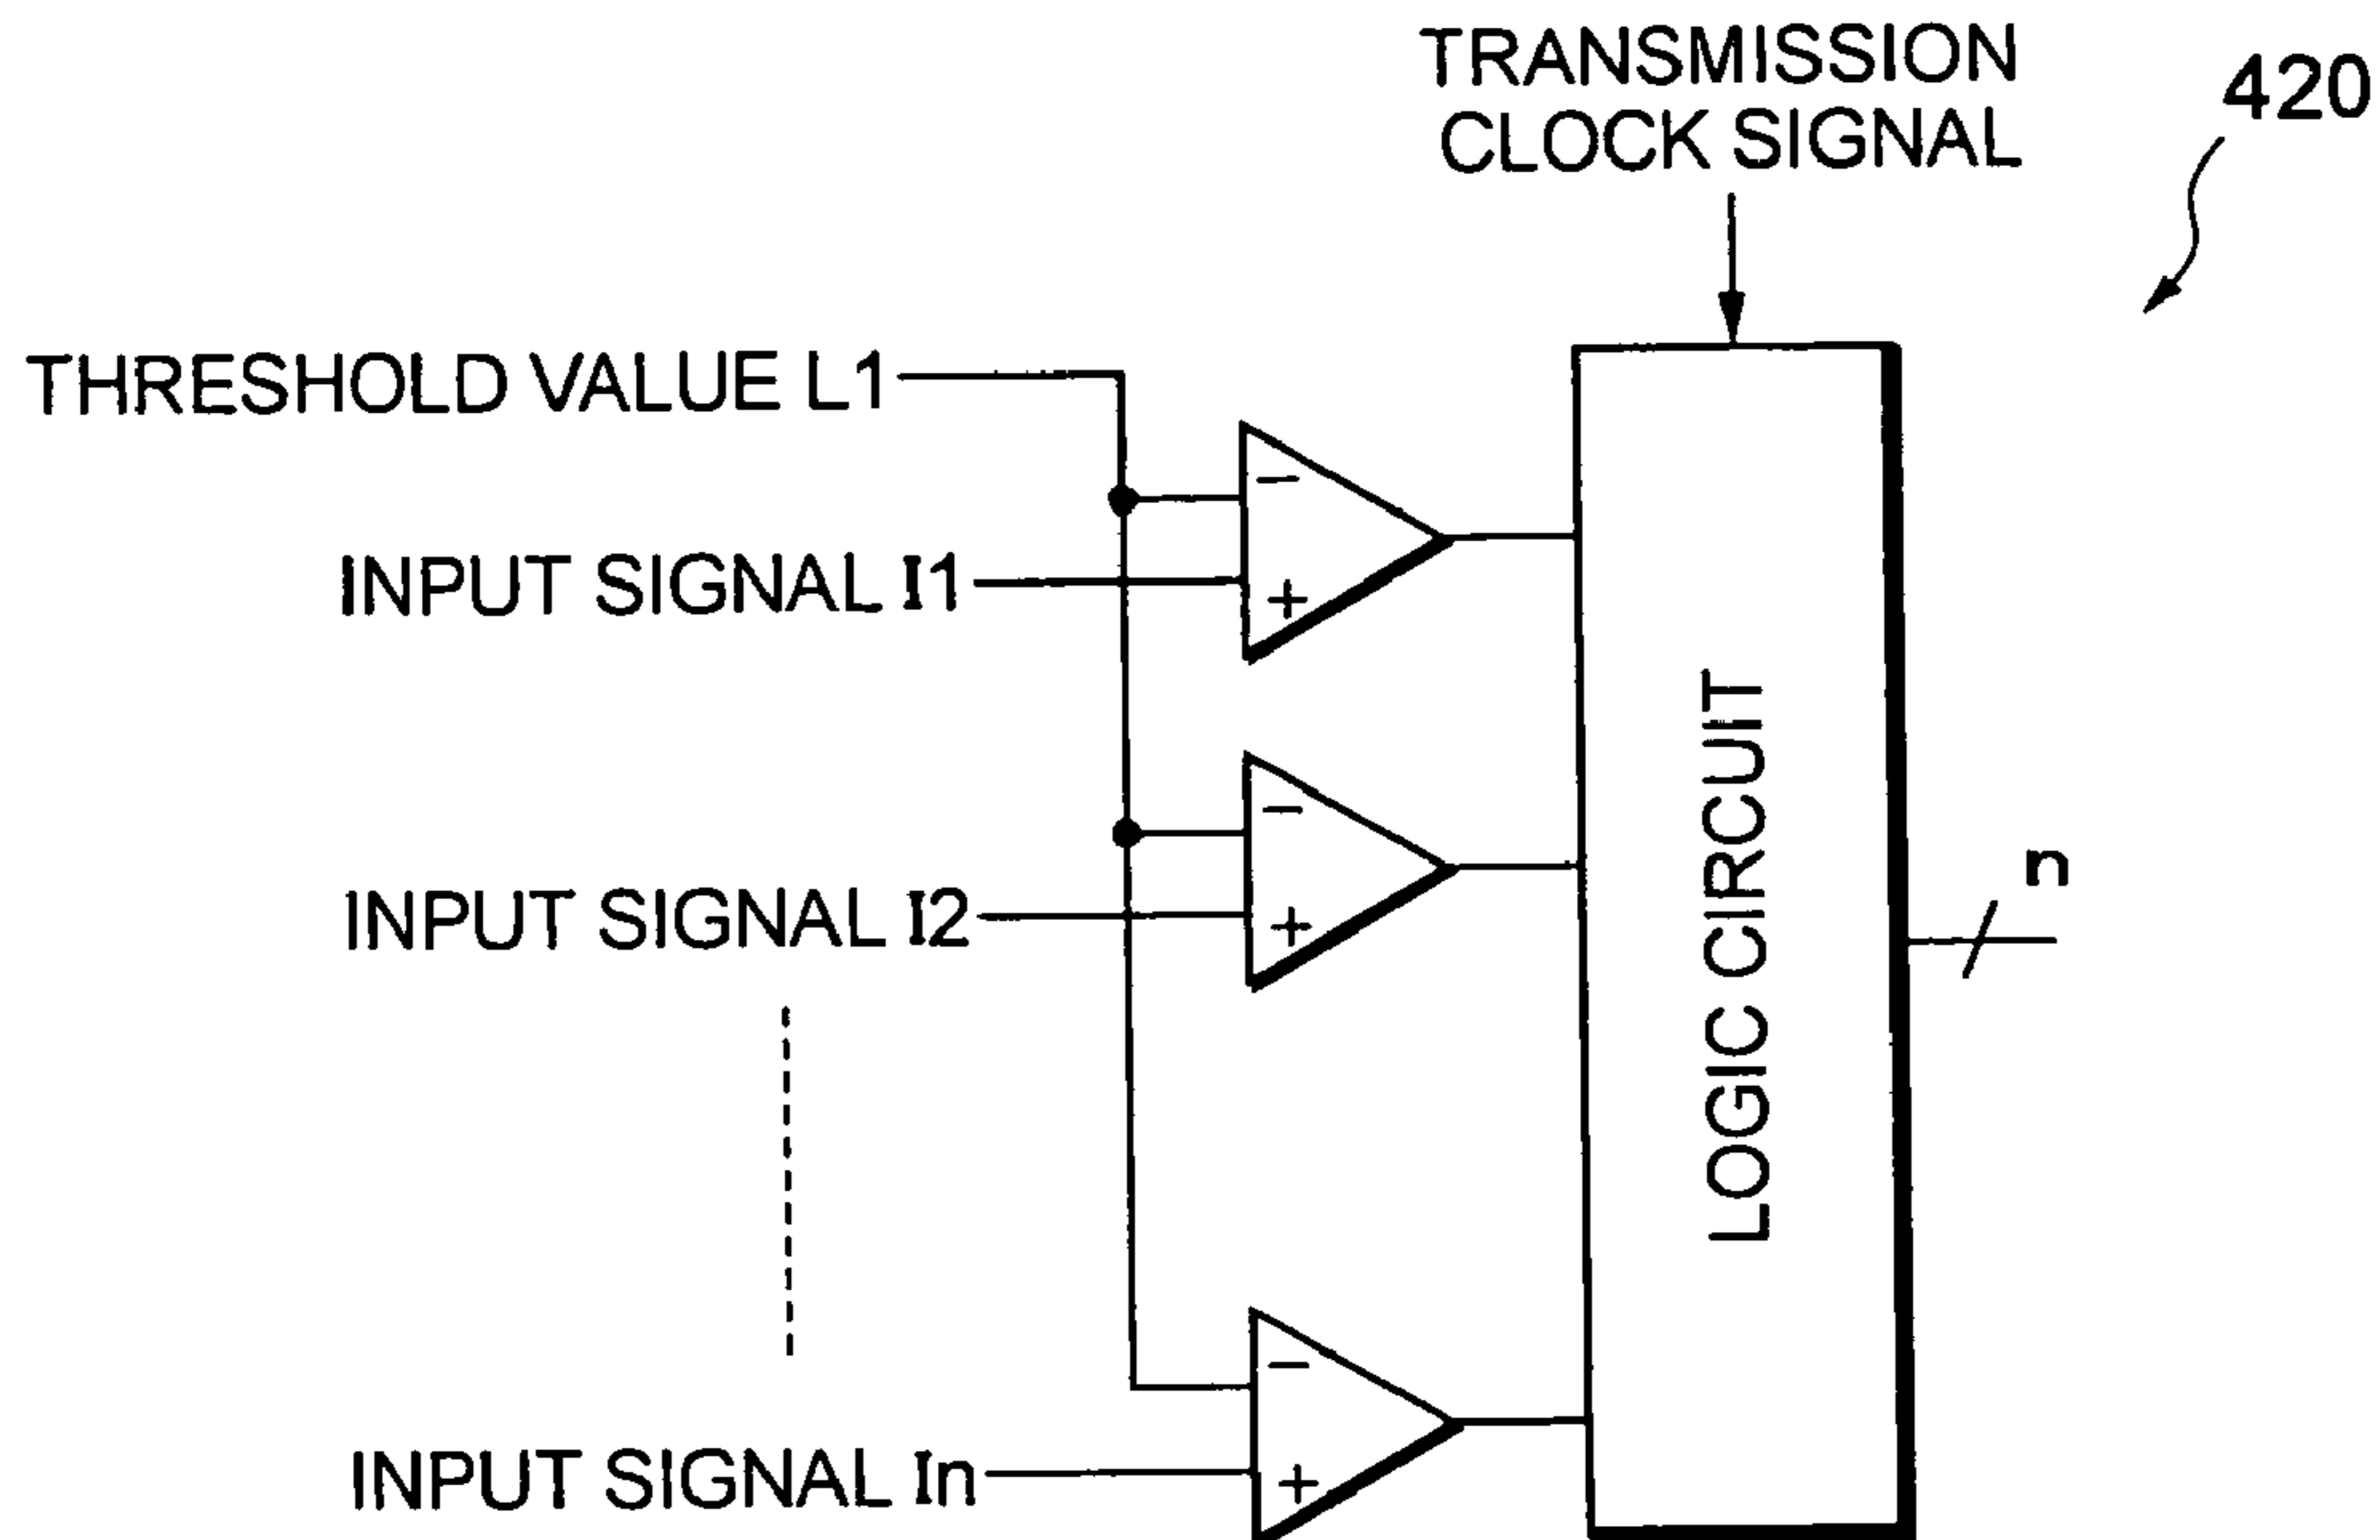 TRANSMISSION
CLOCK SIGNAL
420
THRESHOLD VALUE L1
INPUT SIGNAL I1
INPUT SIGNAL I2
INPUT SIGNAL In
− +
− +
− +
LOGIC CIRCUIT
n